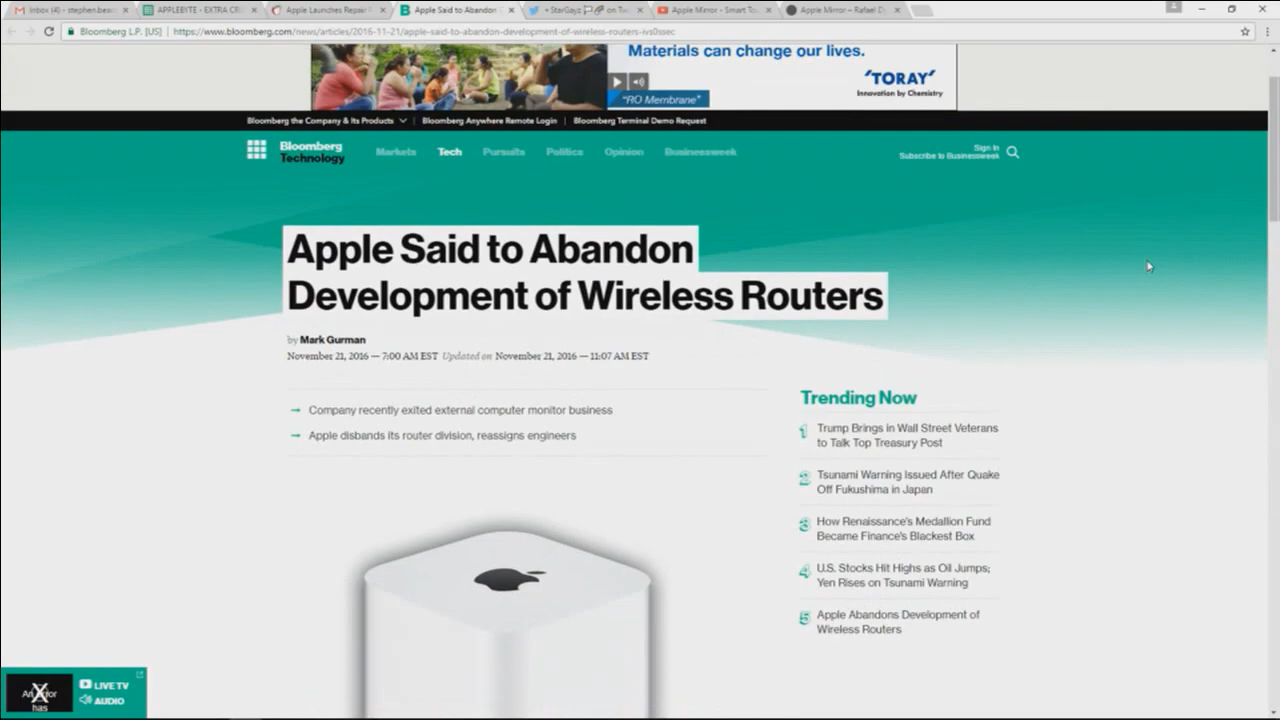 Inbox (4) - stephen.beac
APPLEBYTE - EXTRA CR
Apple Launches Repair P
Apple Said to Abandon
Apple Mirror - Smart To
Apple Mirror – Rafael Dy
Bloomberg L.P. [US]
https://www.bloomberg.com/news/articles/2016-11-21/apple-said-to-abandon-development-of-wireless-routers-ivs0ssec
Materials can change our lives.
'TORAY'
Innovation by Chemistry
"RO Membrane"
Bloomberg the Company & Its Products
Bloomberg Anywhere Remote Login
Bloomberg Terminal Demo Request
Bloomberg
Technology
Markets
Tech
Pursuits
Politics
Opinion
Businessweek
Sign In
Subscribe to Businessweek
Apple Said to Abandon
Development of Wireless Routers
by Mark Gurman
November 21, 2016 — 7:00 AM EST Updated on November 21, 2016 — 11:07 AM EST
→ Company recently exited external computer monitor business
→ Apple disbands its router division, reassigns engineers
Trending Now
1 Trump Brings in Wall Street Veterans
to Talk Top Treasury Post
2 Tsunami Warning Issued After Quake
Off Fukushima in Japan
3 How Renaissance's Medallion Fund
Became Finance's Blackest Box
4 U.S. Stocks Hit Highs as Oil Jumps;
Yen Rises on Tsunami Warning
5 Apple Abandons Development of
Wireless Routers
LIVE TV
AUDIO
has